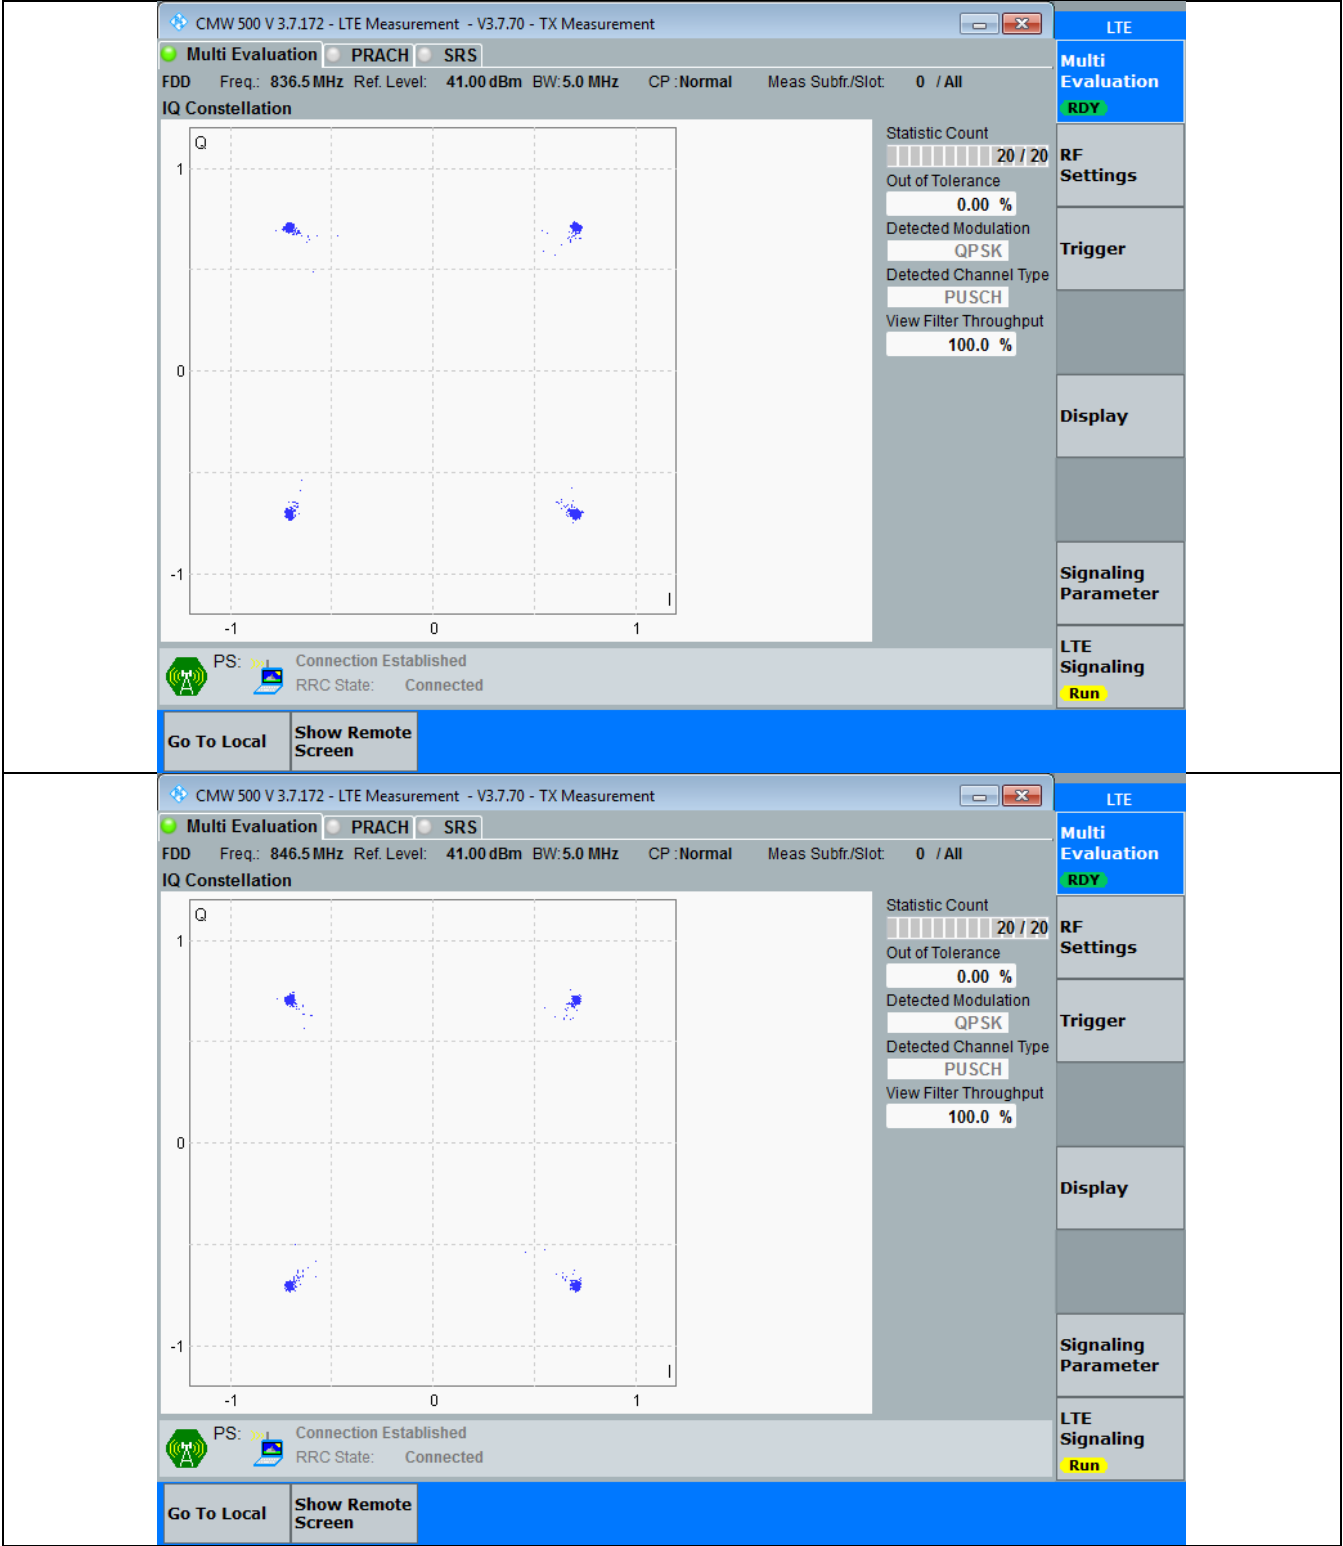 CMW 500 V 3.7.172 - LTE Measurement - V3.7.70 - TX Measurement
LTE
Multi Evaluation PRACH SRS
Multi
Evaluation
RDY
FDD Freq.: 836.5 MHz Ref. Level: 41.00 dBm BW: 5.0 MHz CP : Normal Meas Subfr./Slot: 0 / All
IQ Constellation
Q
1
0
-1
I
-1 0 1
Statistic Count
20 / 20
Out of Tolerance
0.00 %
Detected Modulation
QPSK
Detected Channel Type
PUSCH
View Filter Throughput
100.0 %
RF
Settings
Trigger
Display
Signaling
Parameter
LTE
Signaling
Run
PS: Connection Established
RRC State: Connected
Go To Local
Show Remote
Screen
CMW 500 V 3.7.172 - LTE Measurement - V3.7.70 - TX Measurement
LTE
Multi Evaluation PRACH SRS
Multi
Evaluation
RDY
FDD Freq.: 846.5 MHz Ref. Level: 41.00 dBm BW: 5.0 MHz CP : Normal Meas Subfr./Slot: 0 / All
IQ Constellation
Q
1
0
-1
I
-1 0 1
Statistic Count
20 / 20
Out of Tolerance
0.00 %
Detected Modulation
QPSK
Detected Channel Type
PUSCH
View Filter Throughput
100.0 %
RF
Settings
Trigger
Display
Signaling
Parameter
LTE
Signaling
Run
PS: Connection Established
RRC State: Connected
Go To Local
Show Remote
Screen